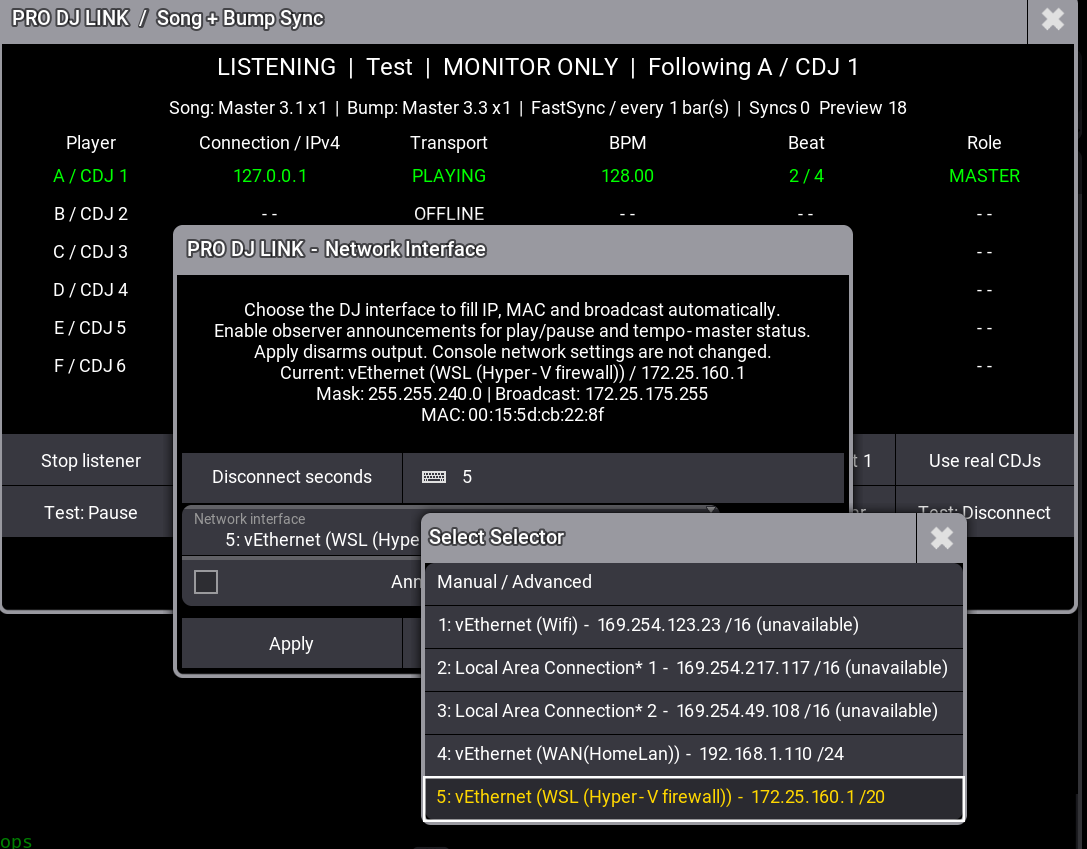 PRO DJ LINK / Song + Bump Sync
LISTENING | Test | MONITOR ONLY | Following A / CDJ 1
Song: Master 3.1 x1 | Bump: Master 3.3 x1 | FastSync / every 1 bar(s) | Syncs 0 Preview 18
Player Connection / IPv4 Transport BPM Beat Role
A / CDJ 1 127.0.0.1 PLAYING 128.00 2 / 4 MASTER
B / CDJ 2 - - OFFLINE - - - - - -
C / CDJ 3 - -
D / CDJ 4 - -
E / CDJ 5 - -
F / CDJ 6 - -
PRO DJ LINK - Network Interface
Choose the DJ interface to fill IP, MAC and broadcast automatically.
Enable observer announcements for play/pause and tempo-master status.
Apply disarms output. Console network settings are not changed.
Current: vEthernet (WSL (Hyper-V firewall)) / 172.25.160.1
Mask: 255.255.240.0 | Broadcast: 172.25.175.255
MAC: 00:15:5d:cb:22:8f
Stop listener Disconnect seconds 5 t 1 Use real CDJs
Test: Pause Test: Disconnect
Network interface
5: vEthernet (WSL (Hype
Ann
Apply
Select Selector
Manual / Advanced
1: vEthernet (Wifi) - 169.254.123.23 /16 (unavailable)
2: Local Area Connection* 1 - 169.254.217.117 /16 (unavailable)
3: Local Area Connection* 2 - 169.254.49.108 /16 (unavailable)
4: vEthernet (WAN(HomeLan)) - 192.168.1.110 /24
5: vEthernet (WSL (Hyper-V firewall)) - 172.25.160.1 /20
ops